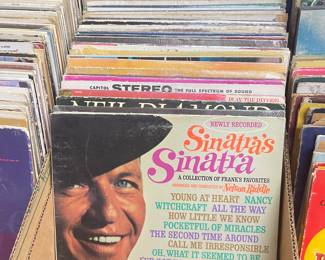 CAPITOL STEREO THE FULL SPECTRUM OF SOUND
NEIL DIAMOND
NEWLY RECORDED
Sinatra's
Sinatra
A COLLECTION OF FRANK'S FAVORITES
ARRANGED AND CONDUCTED BY Nelson Riddle
YOUNG AT HEART NANCY
WITCHCRAFT ALL THE WAY
HOW LITTLE WE KNOW
POCKETFUL OF MIRACLES
THE SECOND TIME AROUND
CALL ME IRRESPONSIBLE
OH, WHAT IT SEEMED TO BE